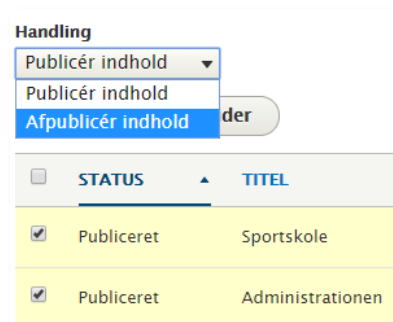 Handling
Publicér indhold
Publicér indhold
Afpublicér indhold
der
STATUS TITEL
Publiceret Sportskole
Publiceret Administrationen